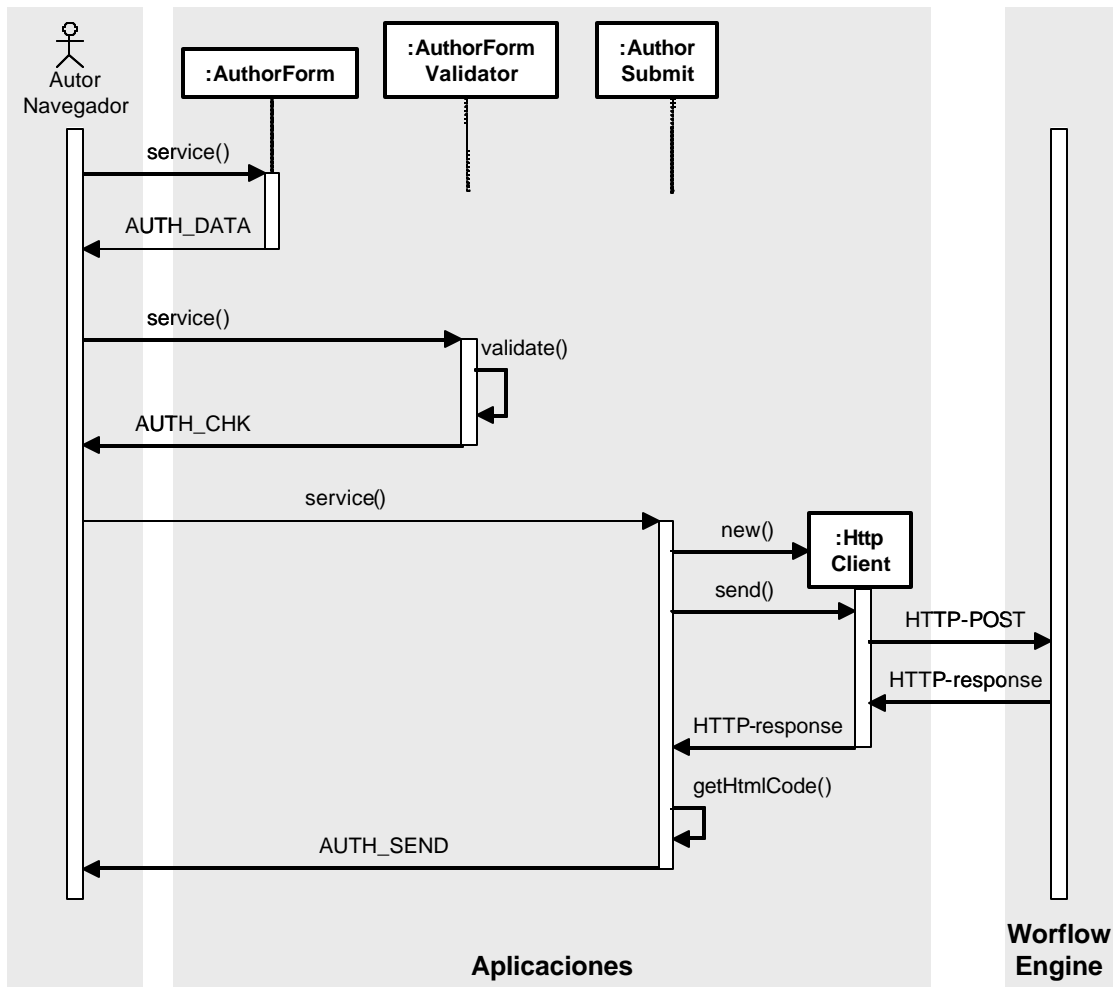 Autor
Navegador
:AuthorForm
:AuthorForm
Validator
:Author
Submit
service()
AUTH_DATA
service()
validate()
AUTH_CHK
service()
new()
:Http
Client
send()
HTTP-POST
HTTP-response
HTTP-response
getHtmlCode()
AUTH_SEND
Aplicaciones
Worflow
Engine